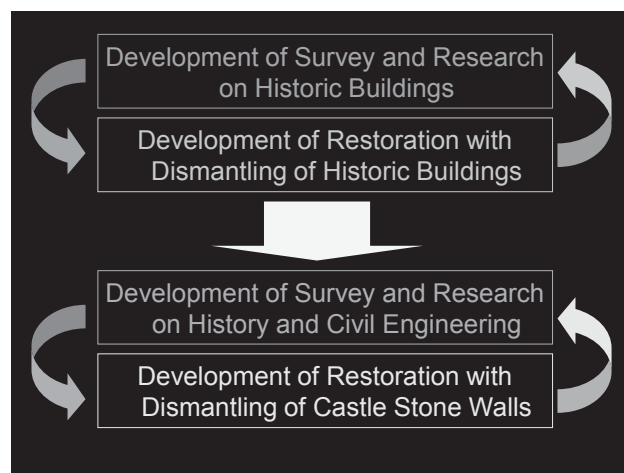 Development of Survey and Research
on Historic Buildings
Development of Restoration with
Dismantling of Historic Buildings
Development of Survey and Research
on History and Civil Engineering
Development of Restoration with
Dismantling of Castle Stone Walls